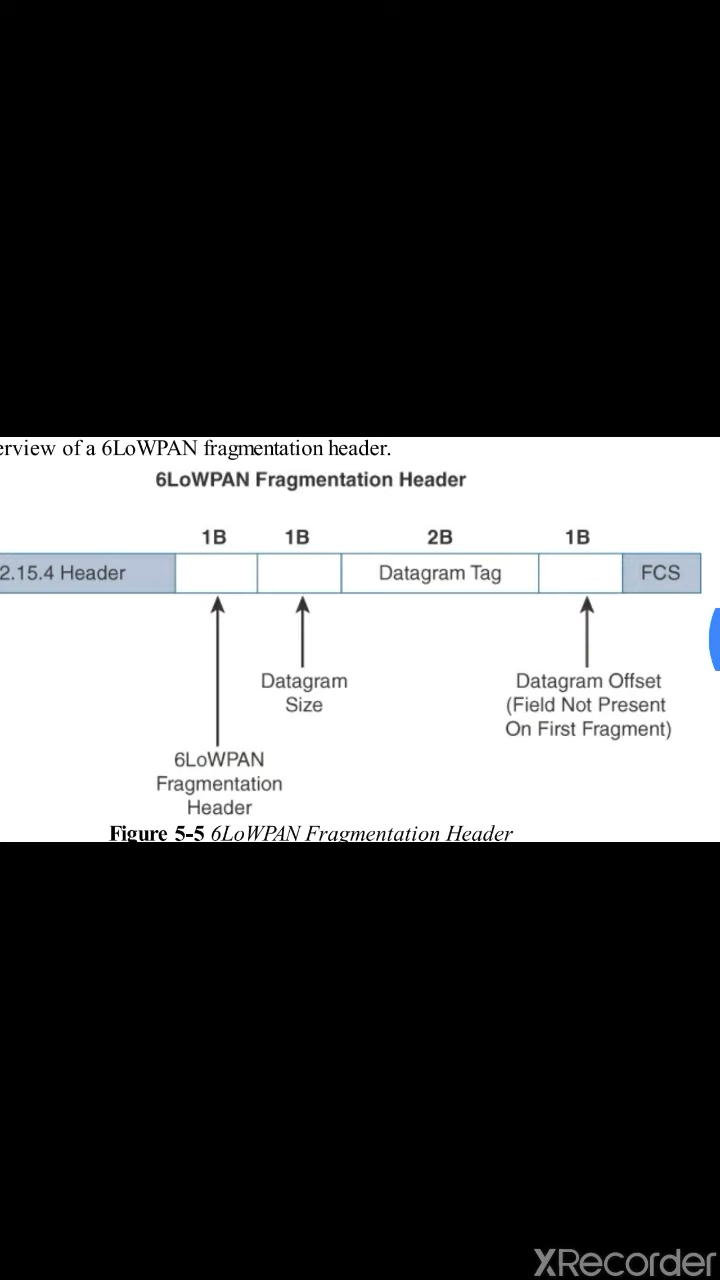 erview of a 6LoWPAN fragmentation header.
6LoWPAN Fragmentation Header
1B 1B 2B 1B
2.15.4 Header Datagram Tag FCS
Datagram
Size
Datagram Offset
(Field Not Present
On First Fragment)
6LoWPAN
Fragmentation
Header
Figure 5-5 6LoWPAN Fragmentation Header
XRecorder